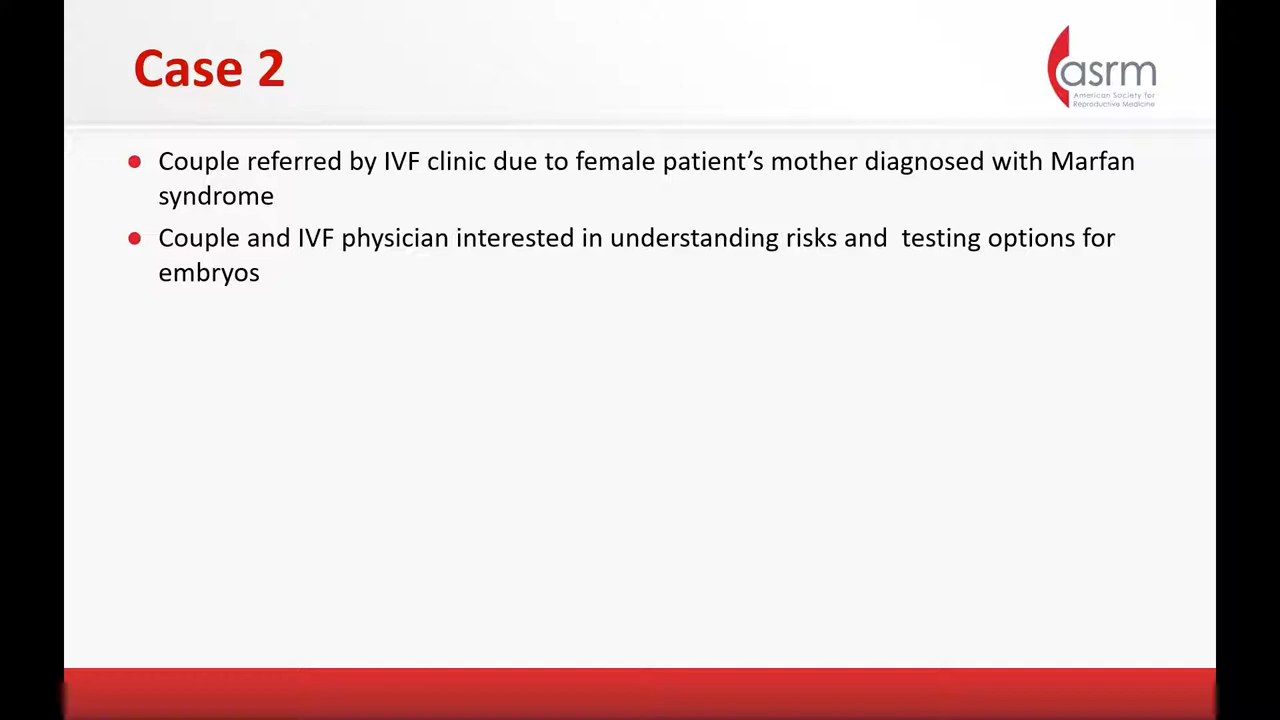 Case 2
asrm
American Society for
Reproductive Medicine
Couple referred by IVF clinic due to female patient’s mother diagnosed with Marfan
syndrome
Couple and IVF physician interested in understanding risks and  testing options for
embryos